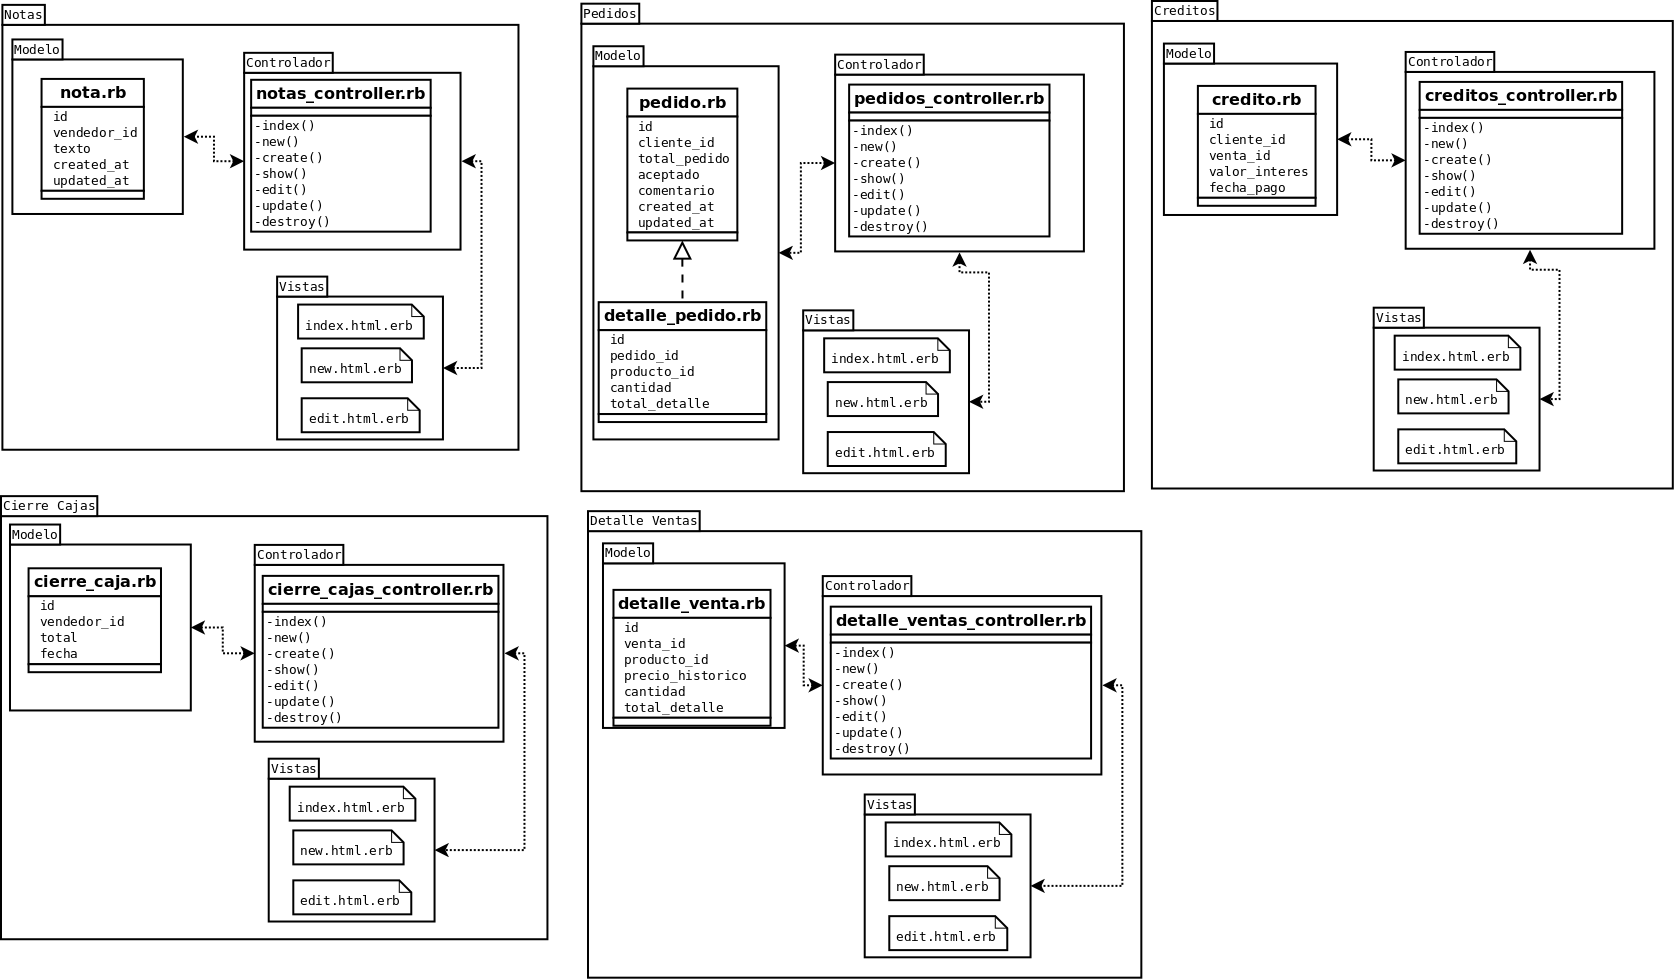 Notas
Modelo
nota.rb
id
vendedor_id
texto
created_at
updated_at
Controlador
notas_controller.rb
-index()
-new()
-create()
-show()
-edit()
-update()
-destroy()
Vistas
index.html.erb
new.html.erb
edit.html.erb
Pedidos
Modelo
pedido.rb
id
cliente_id
total_pedido
aceptado
comentario
created_at
updated_at
detalle_pedido.rb
id
pedido_id
producto_id
cantidad
total_detalle
Controlador
pedidos_controller.rb
-index()
-new()
-create()
-show()
-edit()
-update()
-destroy()
Vistas
index.html.erb
new.html.erb
edit.html.erb
Creditos
Modelo
credito.rb
id
cliente_id
venta_id
valor_interes
fecha_pago
Controlador
creditos_controller.rb
-index()
-new()
-create()
-show()
-edit()
-update()
-destroy()
Vistas
index.html.erb
new.html.erb
edit.html.erb
Cierre Cajas
Modelo
cierre_caja.rb
id
vendedor_id
total
fecha
Controlador
cierre_cajas_controller.rb
-index()
-new()
-create()
-show()
-edit()
-update()
-destroy()
Vistas
index.html.erb
new.html.erb
edit.html.erb
Detalle Ventas
Modelo
detalle_venta.rb
id
venta_id
producto_id
precio_historico
cantidad
total_detalle
Controlador
detalle_ventas_controller.rb
-index()
-new()
-create()
-show()
-edit()
-update()
-destroy()
Vistas
index.html.erb
new.html.erb
edit.html.erb